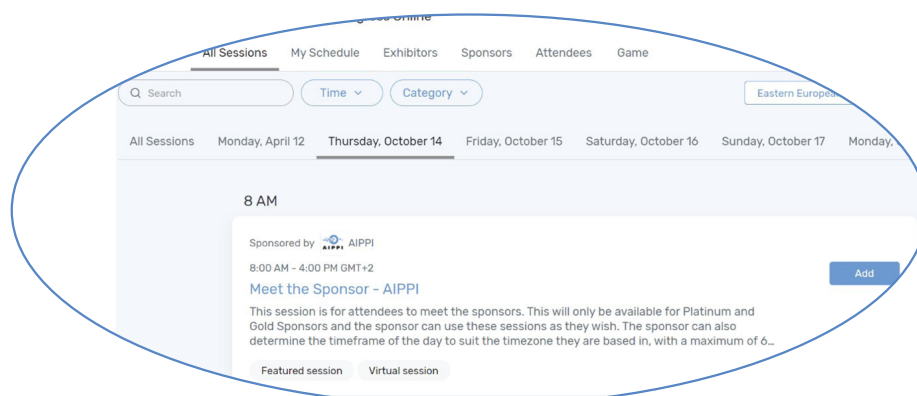 Online
All Sessions My Schedule Exhibitors Sponsors Attendees Game
Search Time Category Eastern
All Sessions Monday, April 12 Thursday, October 14 Friday, October 15 Saturday, October 16 Sunday, October 17 Monday,
8 AM
Sponsored by AIPPI AIPPI
8:00 AM - 4:00 PM GMT+2
Add
Meet the Sponsor - AIPPI
This session is for attendees to meet the sponsors. This will only be available for Platinum and
Gold Sponsors and the sponsor can use these sessions as they wish. The sponsor can also
determine the timeframe of the day to suit the timezone they are based in, with a maximum of 6...
Featured session Virtual session